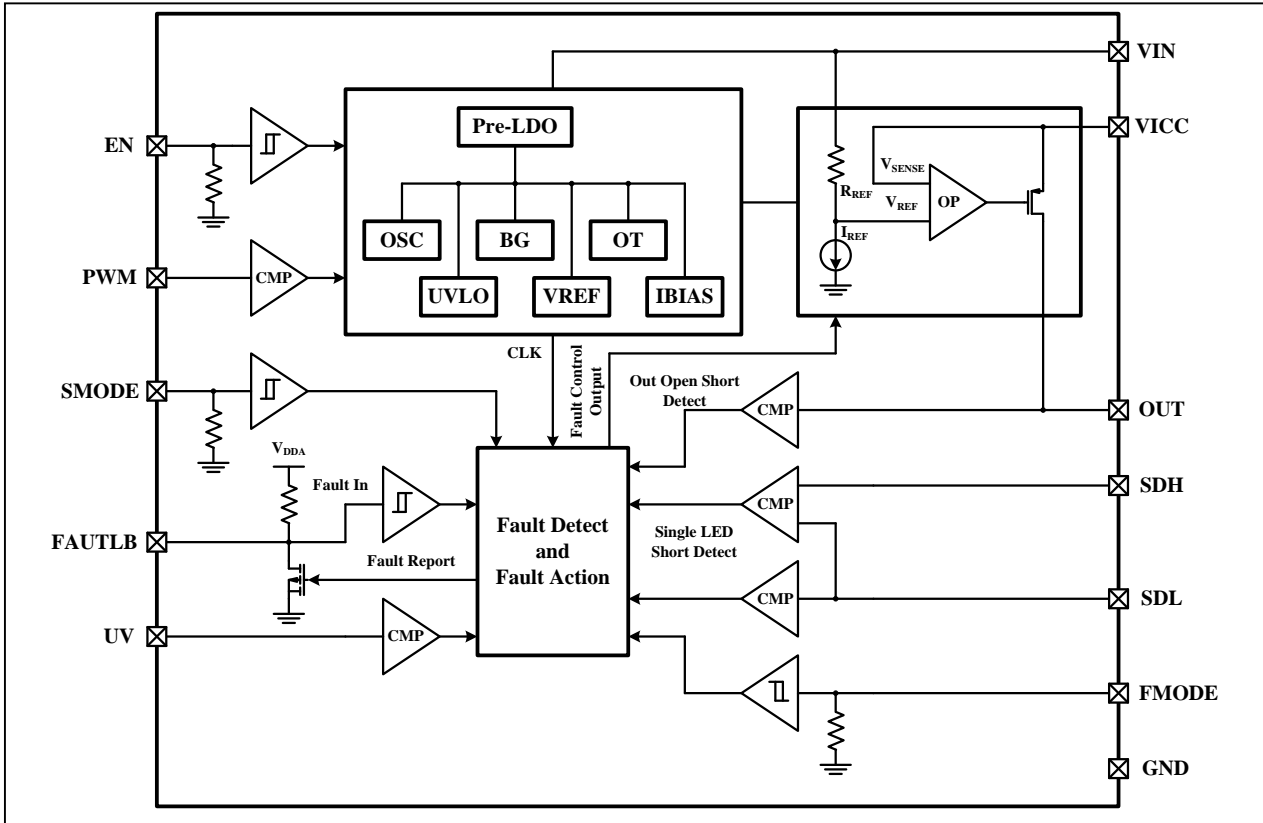 VIN
Pre-LDO
EN
VICC
V_SENSE
R_REF
V_REF
OP
I_REF
OSC
BG
OT
PWM
CMP
UVLO
VREF
IBIAS
CLK
Fault Control
Output
SMODE
Out Open Short
Detect
CMP
OUT
V_DDA
Fault In
SDH
CMP
Fault Detect
and
Fault Action
Single LED
Short Detect
FAUTLB
Fault Report
CMP
SDL
UV
CMP
FMODE
GND